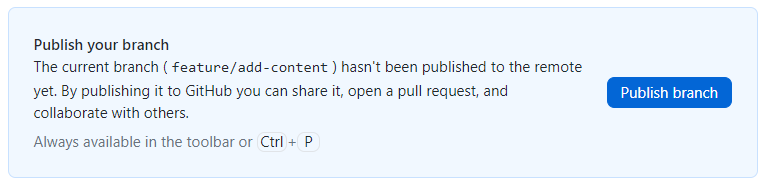 Publish your branch
The current branch ( feature/add-content ) hasn't been published to the remote
yet. By publishing it to GitHub you can share it, open a pull request, and
collaborate with others.
Always available in the toolbar or Ctrl + P
Publish branch